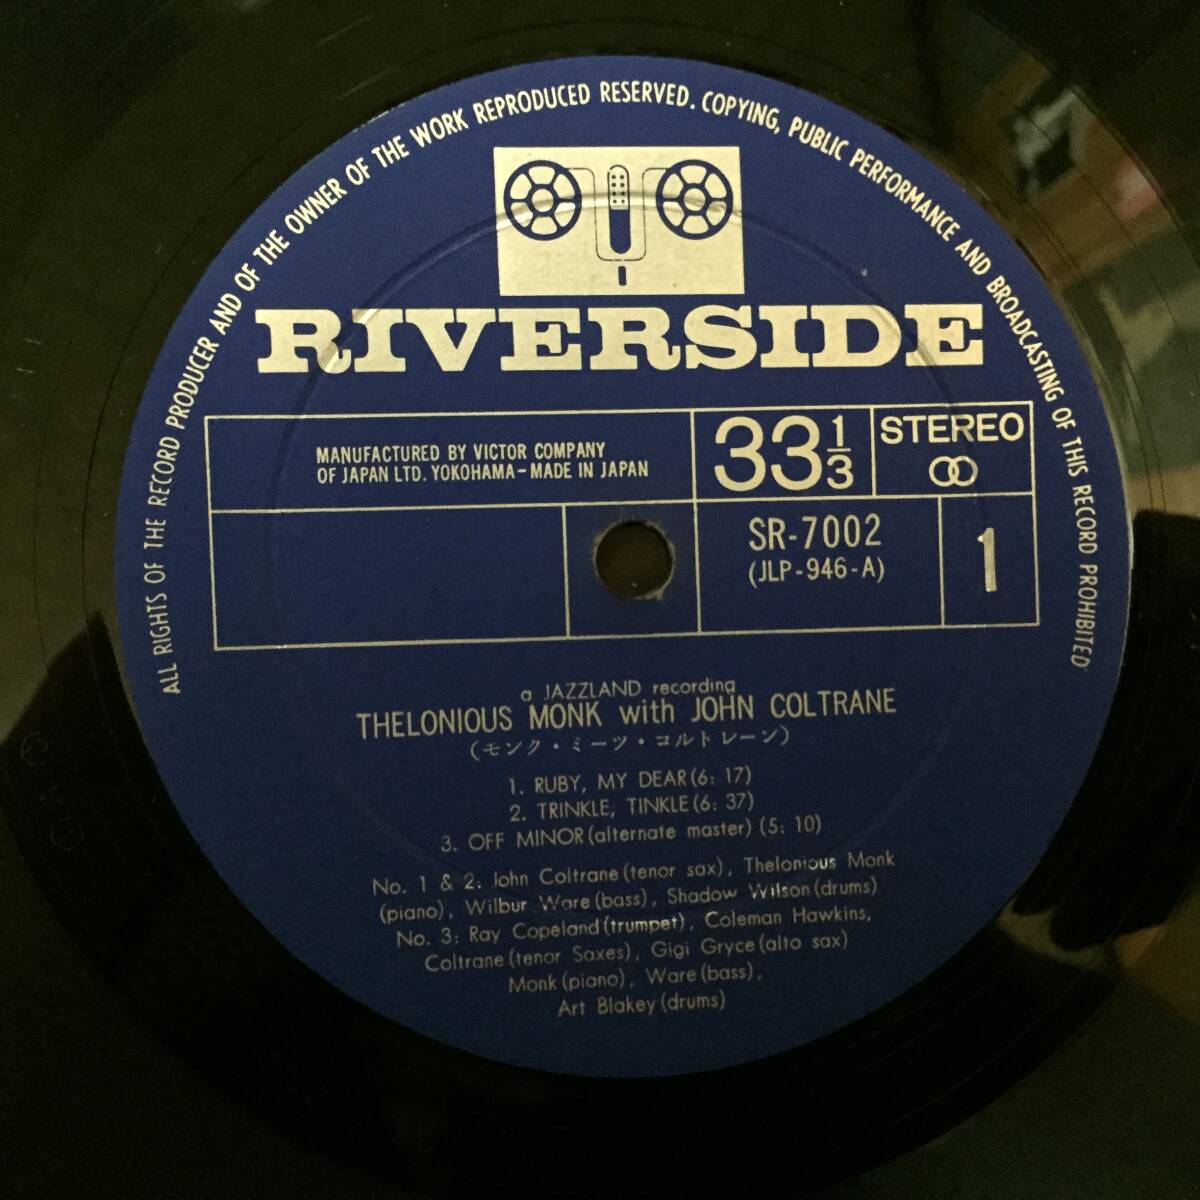 ALL RIGHTS OF THE RECORD PRODUCER AND OF THE OWNER OF THE WORK REPRODUCED RESERVED. COPYING, PUBLIC PERFORMANCE AND BROADCASTING OF THIS RECORD PROHIBITED
RIVERSIDE
MANUFACTURED BY VICTOR COMPANY
OF JAPAN LTD. YOKOHAMA-MADE IN JAPAN
33 1/3
STEREO
SR-7002
(JLP-946-A)
1
a JAZZLAND recording
THELONIOUS MONK with JOHN COLTRANE
(モンク・ミーツ・コルトレーン)
1. RUBY, MY DEAR(6: 17)
2. TRINKLE, TINKLE(6: 37)
3. OFF MINOR(alternate master) (5: 10)
No. 1 & 2: John Coltrane(tenor sax), Thelonious Monk
(piano), Wilbur Ware(bass), Shadow Wilson(drums)
No. 3: Ray Copeland(trumpet), Coleman Hawkins,
Coltrane(tenor Saxes), Gigi Gryce(alto sax)
Monk(piano), Ware(bass),
Art Blakey(drums)